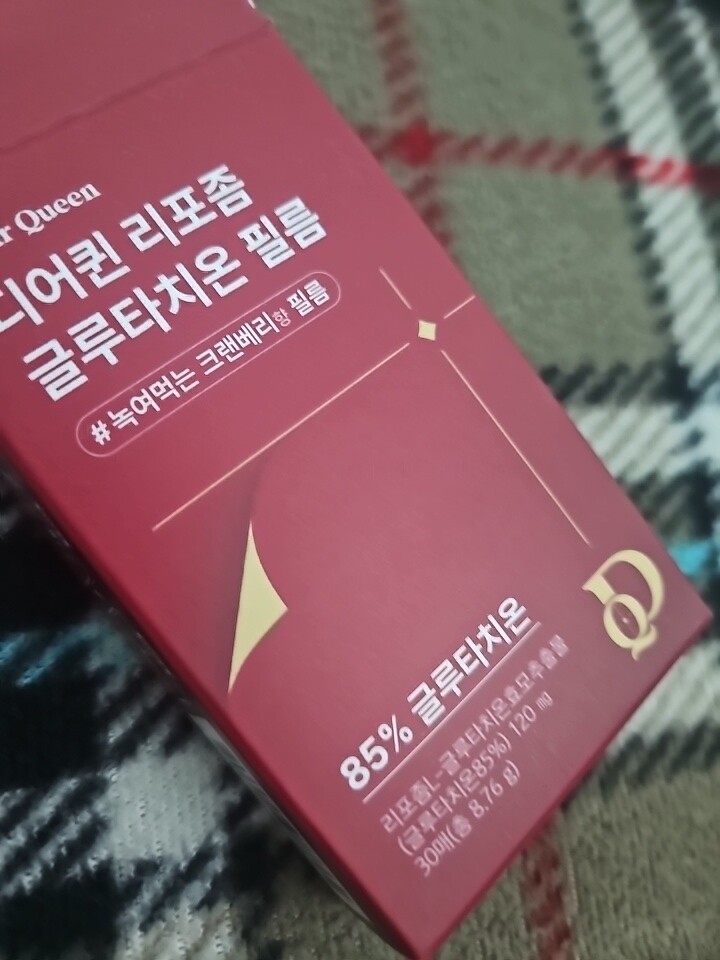 Queen
디어퀸 리포좀
글루타치온 필름
#녹여먹는 크랜베리향 필름
DQ
85% 글루타치온
리포좀L-글루타치온효모추출물
(글루타치온85%) 120 mg
30매(총 8.76 g)